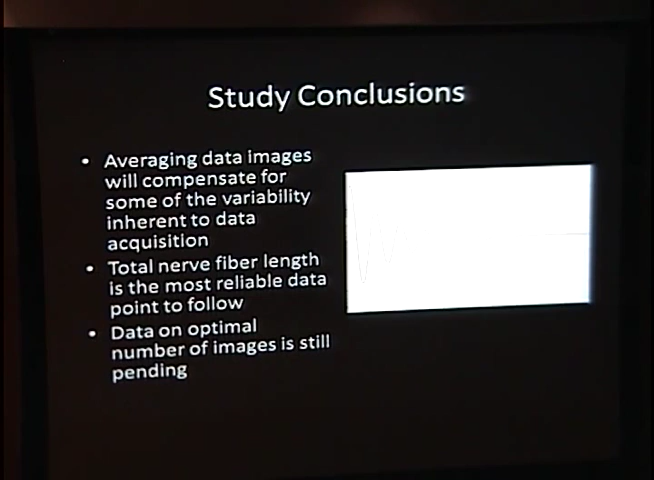 Study Conclusions
• Averaging data images
will compensate for
some of the variability
inherent to data
acquisition
• Total nerve fiber length
is the most reliable data
point to follow
• Data on optimal
number of images is still
pending